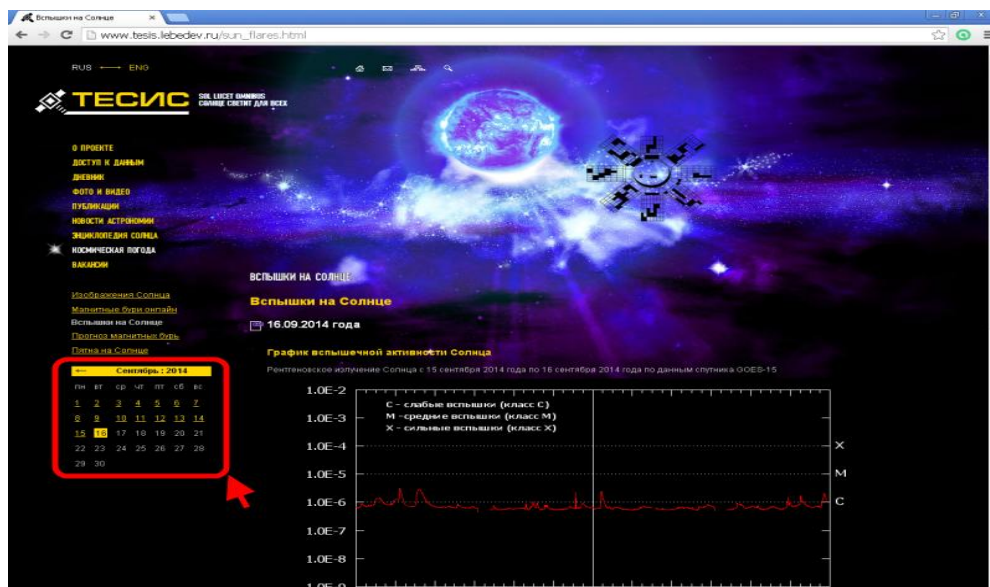 Вспышки на Солнце
www.tesis.lebedev.ru/sun_flares.html
RUS ENG
ТЕСИС
SOL LUCET OMNIBUS
СОЛНЦЕ СВЕТИТ ДЛЯ ВСЕХ
О ПРОЕКТЕ
ДОСТУП К ДАННЫМ
ДНЕВНИК
ФОТО И ВИДЕО
ПУБЛИКАЦИИ
НОВОСТИ АСТРОНОМИИ
ЭНЦИКЛОПЕДИЯ СОЛНЦА
КОСМИЧЕСКАЯ ПОГОДА
ВАКАНСИИ
Изображения Солнца
Магнитные бури онлайн
Вспышки на Солнце
Прогноз магнитных бурь
Пятна на Солнце
← Сентябрь : 2014
пн вт ср чт пт сб вс
1 2 3 4 5 6 7
8 9 10 11 12 13 14
15 16 17 18 19 20 21
22 23 24 25 26 27 28
29 30
ВСПЫШКИ НА СОЛНЦЕ
Вспышки на Солнце
16.09.2014 года
График вспышечной активности Солнца
Рентгеновское излучение Солнца с 15 сентября 2014 года по 16 сентября 2014 года по данным спутника GOES-15
C - слабые вспышки (класс C)
M - средние вспышки (класс M)
X - сильные вспышки (класс X)
1.0E-2
1.0E-3
1.0E-4 X
1.0E-5 M
1.0E-6 C
1.0E-7
1.0E-8